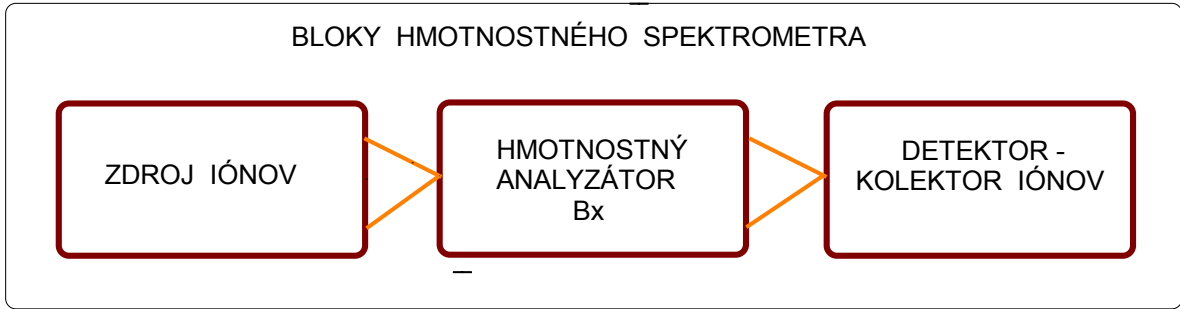 BLOKY HMOTNOSTNÉHO SPEKTROMETRA
ZDROJ IÓNOV
HMOTNOSTNÝ
ANALYZÁTOR
Bx
DETEKTOR -
KOLEKTOR IÓNOV